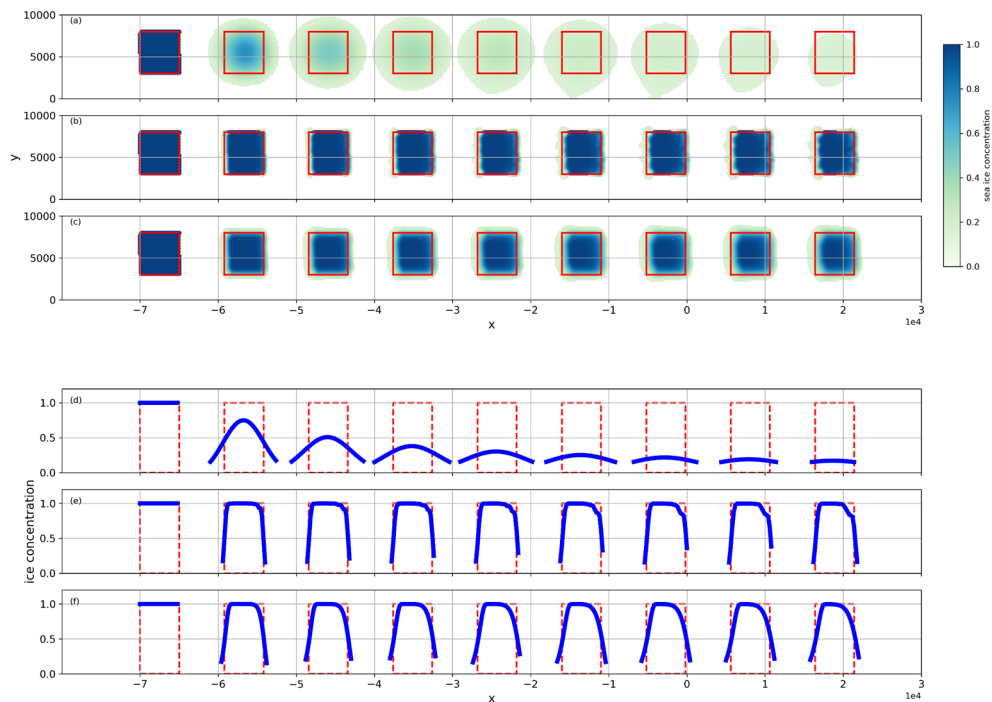 10000
(a)
5000
0
1.0
0.8
0.6
0.4
0.2
0.0
sea ice concentration
10000
(b)
5000
0
y
10000
(c)
5000
0
−7 −6 −5 −4 −3 −2 −1 0 1 2 3
1e4
x
1.0
(d)
0.5
0.0
1.0
(e)
0.5
0.0
ice concentration
1.0
(f)
0.5
0.0
−7 −6 −5 −4 −3 −2 −1 0 1 2 3
1e4
x